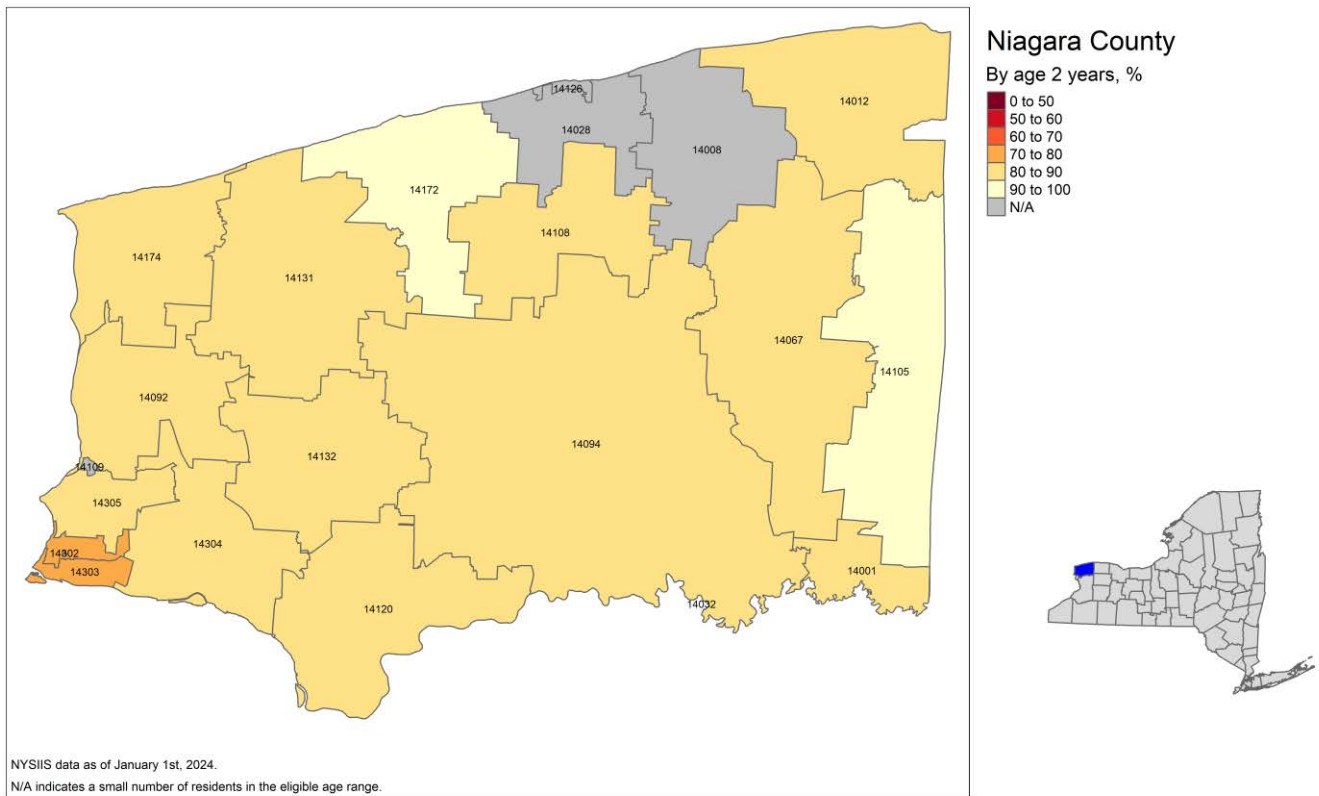 Niagara County
By age 2 years, %
0 to 50
50 to 60
60 to 70
70 to 80
80 to 90
90 to 100
N/A
14126
14012
14028
14008
14172
14108
14174
14131
14067
14105
14092
14094
14132
14109
14305
14304
14302
14303
14001
14120
14032
NYSIIS data as of January 1st, 2024.
N/A indicates a small number of residents in the eligible age range.